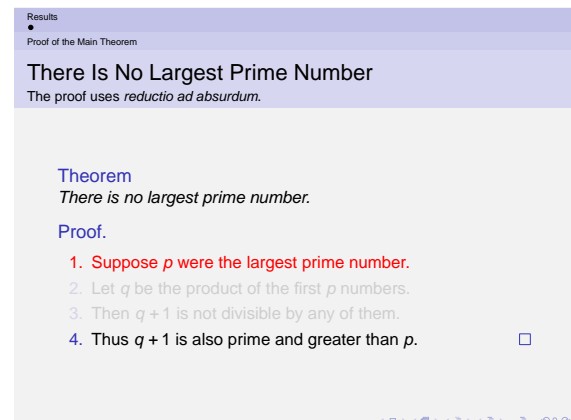 Results
Proof of the Main Theorem
There Is No Largest Prime Number
The proof uses reductio ad absurdum.
Theorem
There is no largest prime number.
Proof.
1. Suppose p were the largest prime number.
2. Let q be the product of the first p numbers.
3. Then q + 1 is not divisible by any of them.
4. Thus q + 1 is also prime and greater than p.